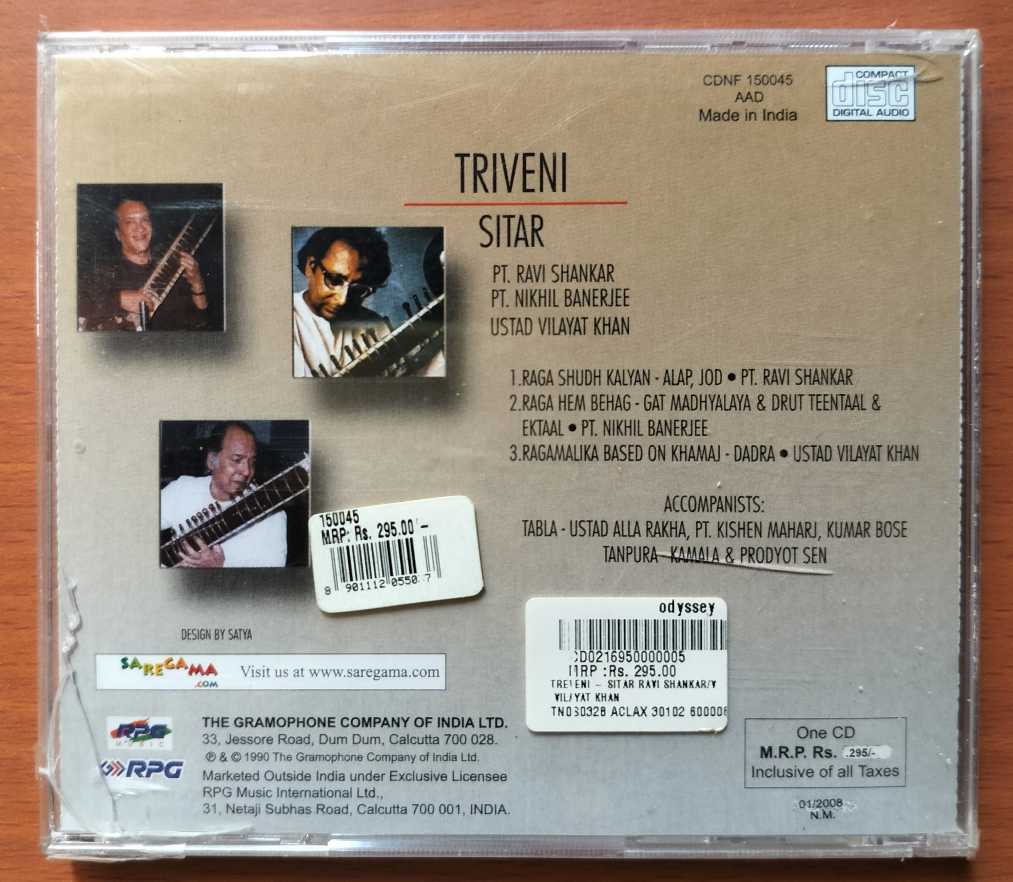 CDNF 150045
AAD
Made in India
COMPACT
disc
DIGITAL AUDIO
TRIVENI
SITAR
PT. RAVI SHANKAR
PT. NIKHIL BANERJEE
USTAD VILAYAT KHAN
1.RAGA SHUDH KALYAN - ALAP, JOD • PT. RAVI SHANKAR
2.RAGA HEM BEHAG - GAT MADHYALAYA & DRUT TEENTAAL &
EKTAAL • PT. NIKHIL BANERJEE
3.RAGAMALIKA BASED ON KHAMAJ - DADRA • USTAD VILAYAT KHAN
ACCOMPANISTS:
TABLA - USTAD ALLA RAKHA, PT. KISHEN MAHARJ, KUMAR BOSE
TANPURA - KAMALA & PRODYOT SEN
150045
MRP: Rs. 295.00 /-
8 901112 0550 7
odyssey
CD0216950000005
MRP :Rs. 295.00
TREVENI - SITAR RAVI SHANKAR/V
VILAYAT KHAN
ACLAX 30102
DESIGN BY SATYA
SAREGAMA
.COM
Visit us at www.saregama.com
RPG
MUSIC
RPG
THE GRAMOPHONE COMPANY OF INDIA LTD.
33, Jessore Road, Dum Dum, Calcutta 700 028.
℗ & © 1990 The Gramophone Company of India Ltd.
Marketed Outside India under Exclusive Licensee
RPG Music International Ltd.,
31, Netaji Subhas Road, Calcutta 700 001, INDIA.
One CD
M.R.P. Rs. 295/-
Inclusive of all Taxes
01/2008
N.M.